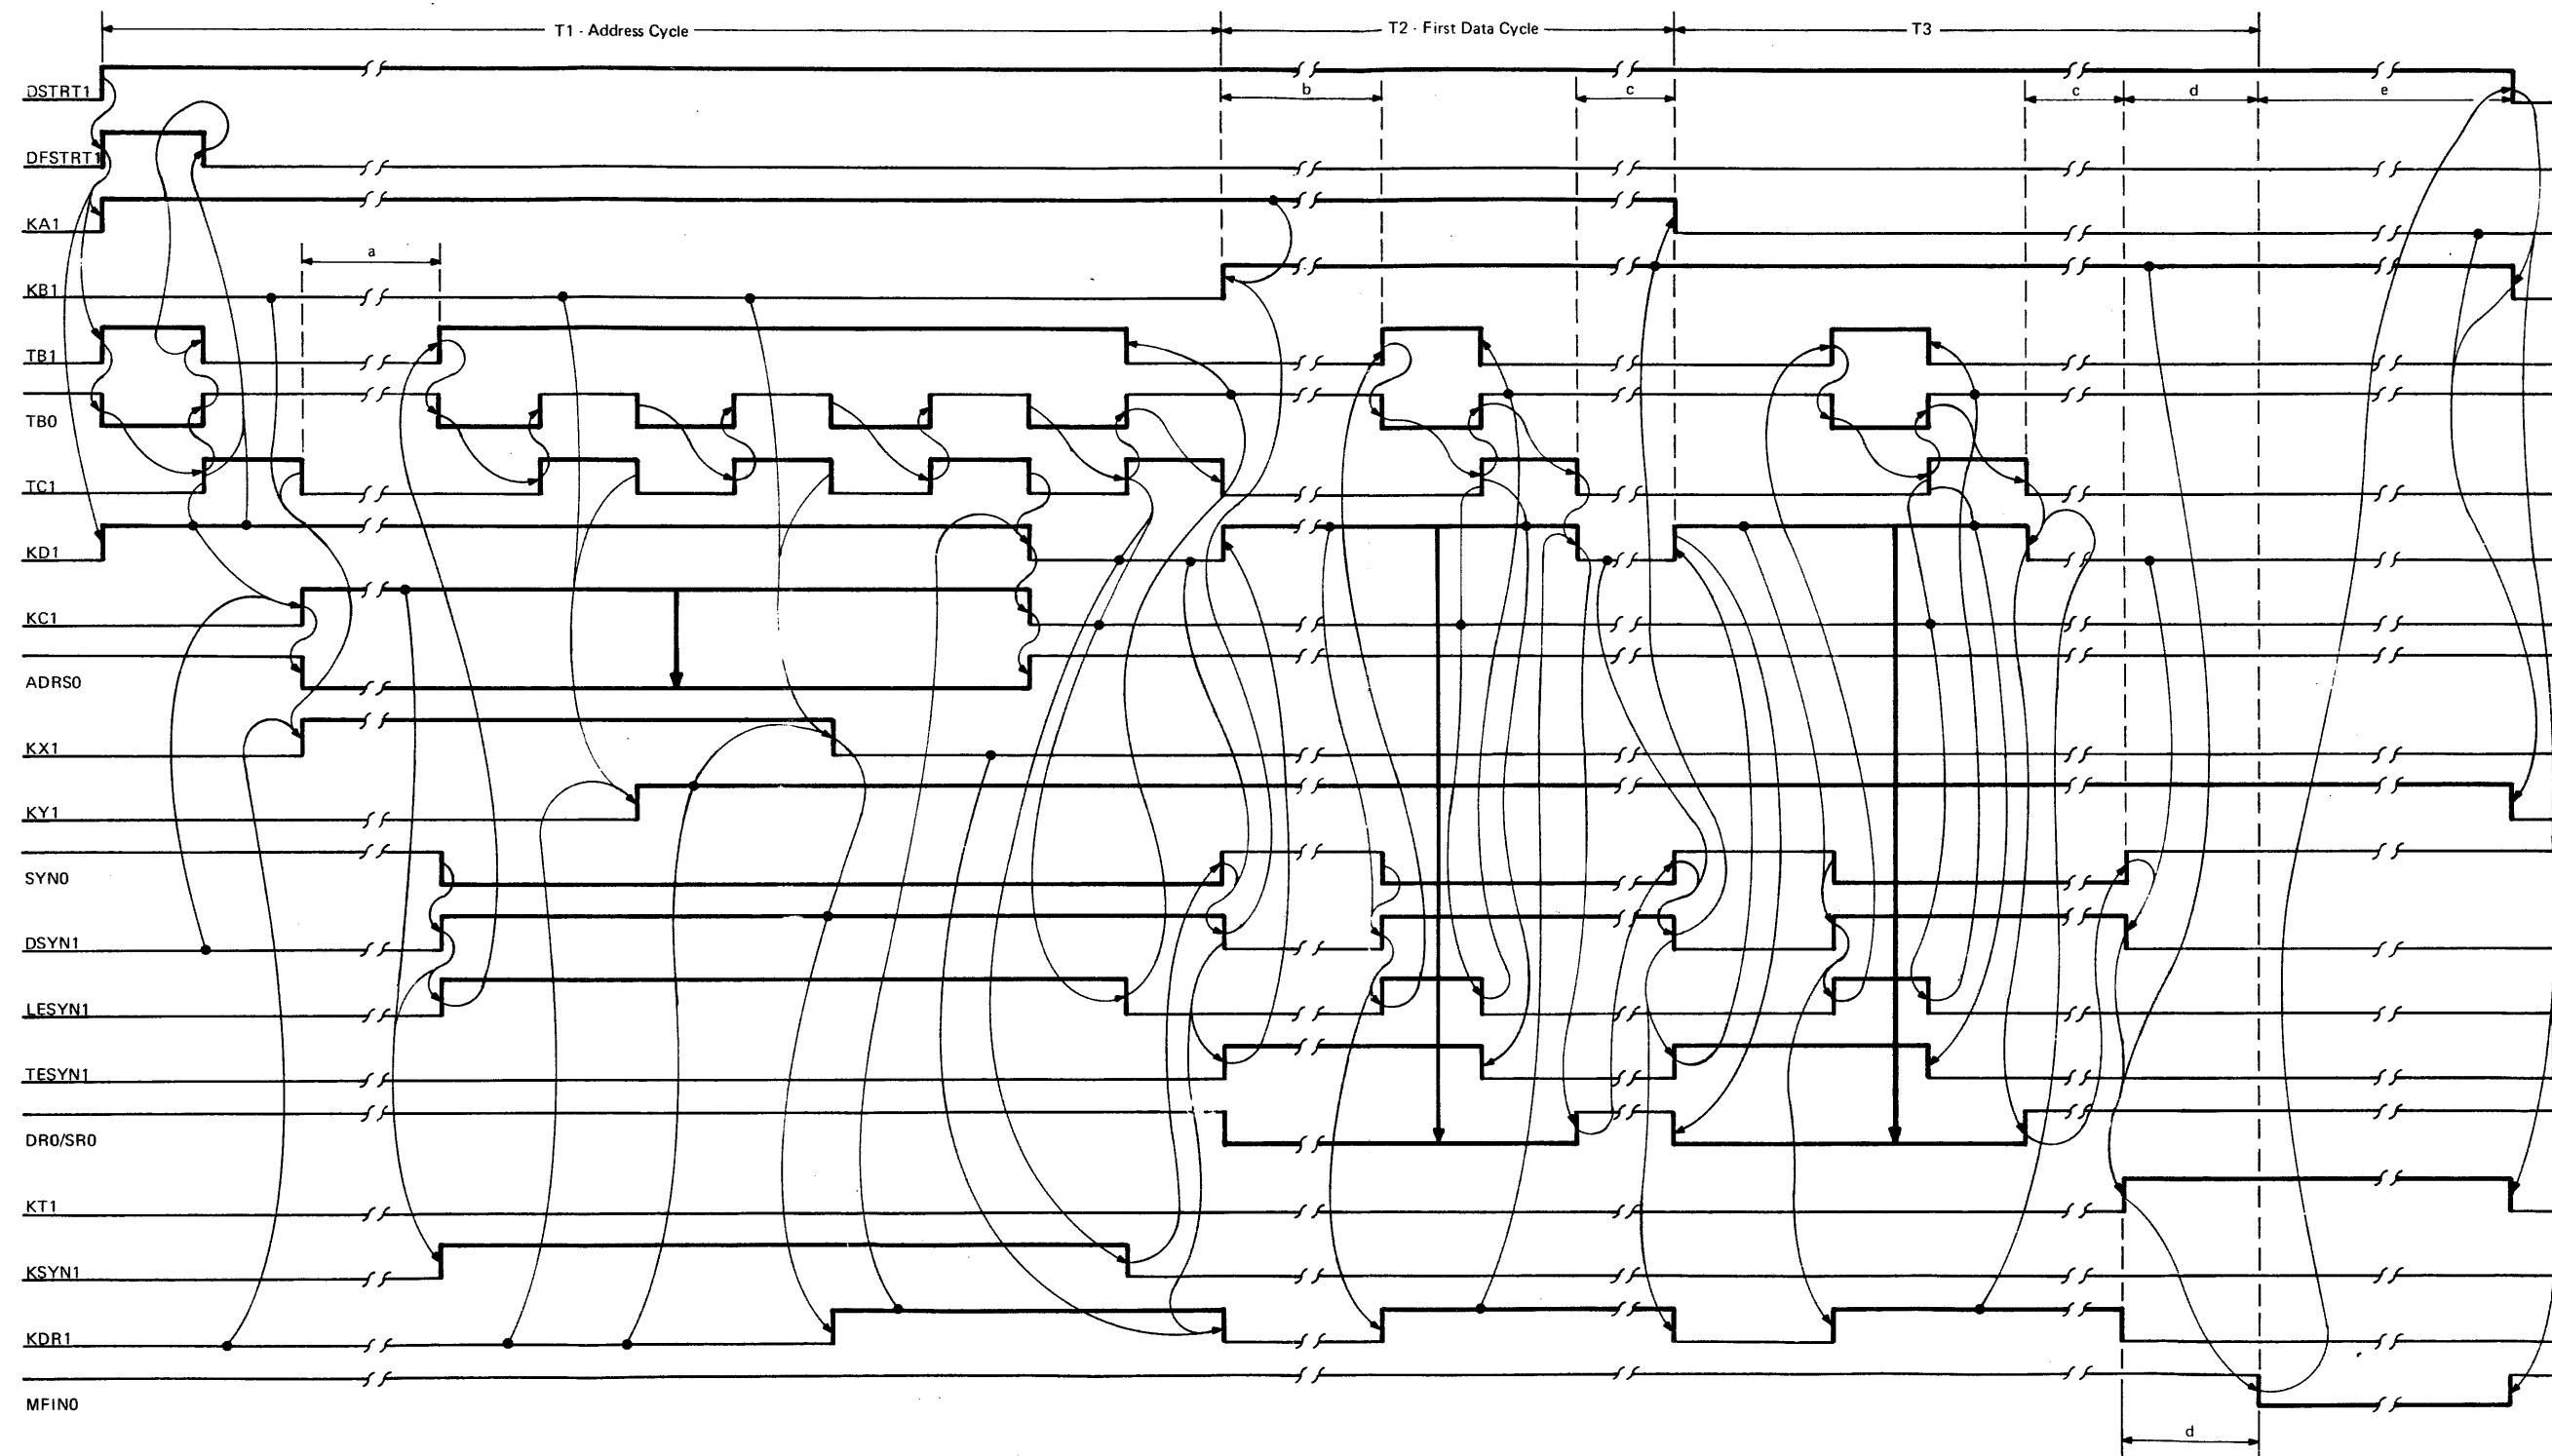 T1 - Address Cycle
T2 - First Data Cycle
T3
DSTRT1
b
c
c
d
e
DFSTRT1
KA1
a
KB1
TB1
TB0
TC1
KD1
KC1
ADRS0
KX1
KY1
SYN0
DSYN1
LESYN1
TESYN1
DR0/SR0
KT1
KSYN1
KDR1
MFIN0
d